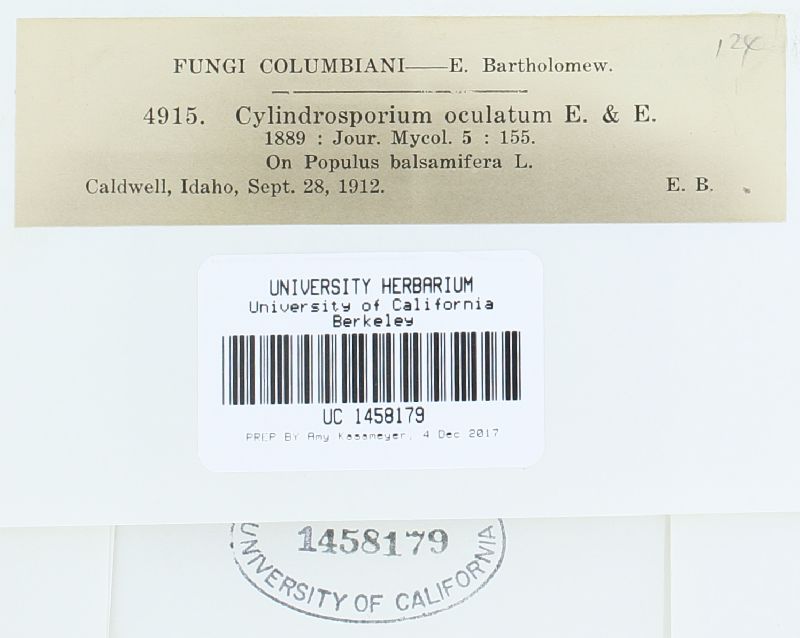 124
FUNGI COLUMBIANI——E. Bartholomew.
4915. Cylindrosporium oculatum E. & E.
1889 : Jour. Mycol. 5 : 155.
On Populus balsamifera L.
Caldwell, Idaho, Sept. 28, 1912. E. B.
UNIVERSITY HERBARIUM
University of California
Berkeley
UC 1458179
PREP BY Amy Kasameyer, 4 Dec 2017
1458179
UNIVERSITY OF CALIFORNIA